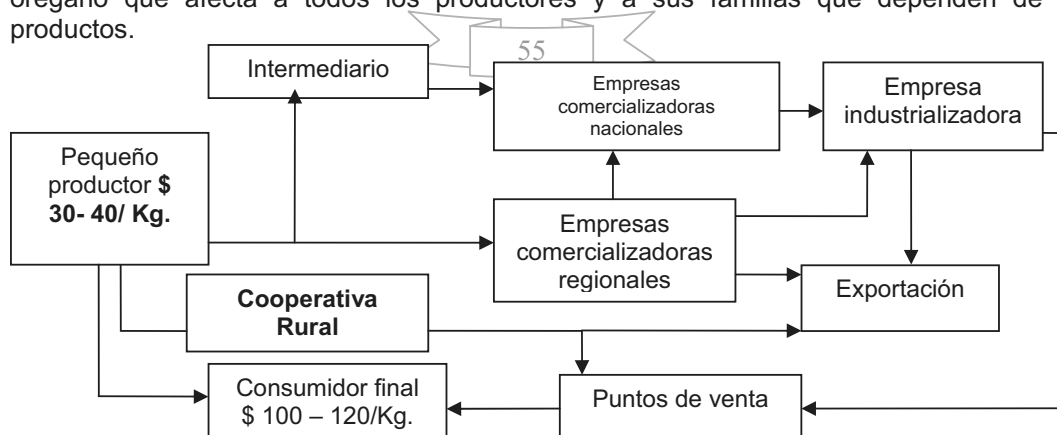 orégano que afecta a todos los productores y a sus familias que dependen de
productos.
55
Intermediario
Empresas
comercializadoras
nacionales
Empresa
industrializadora
Pequeño
productor $
30- 40/ Kg.
Empresas
comercializadoras
regionales
Exportación
Cooperativa
Rural
Consumidor final
$ 100 – 120/Kg.
Puntos de venta